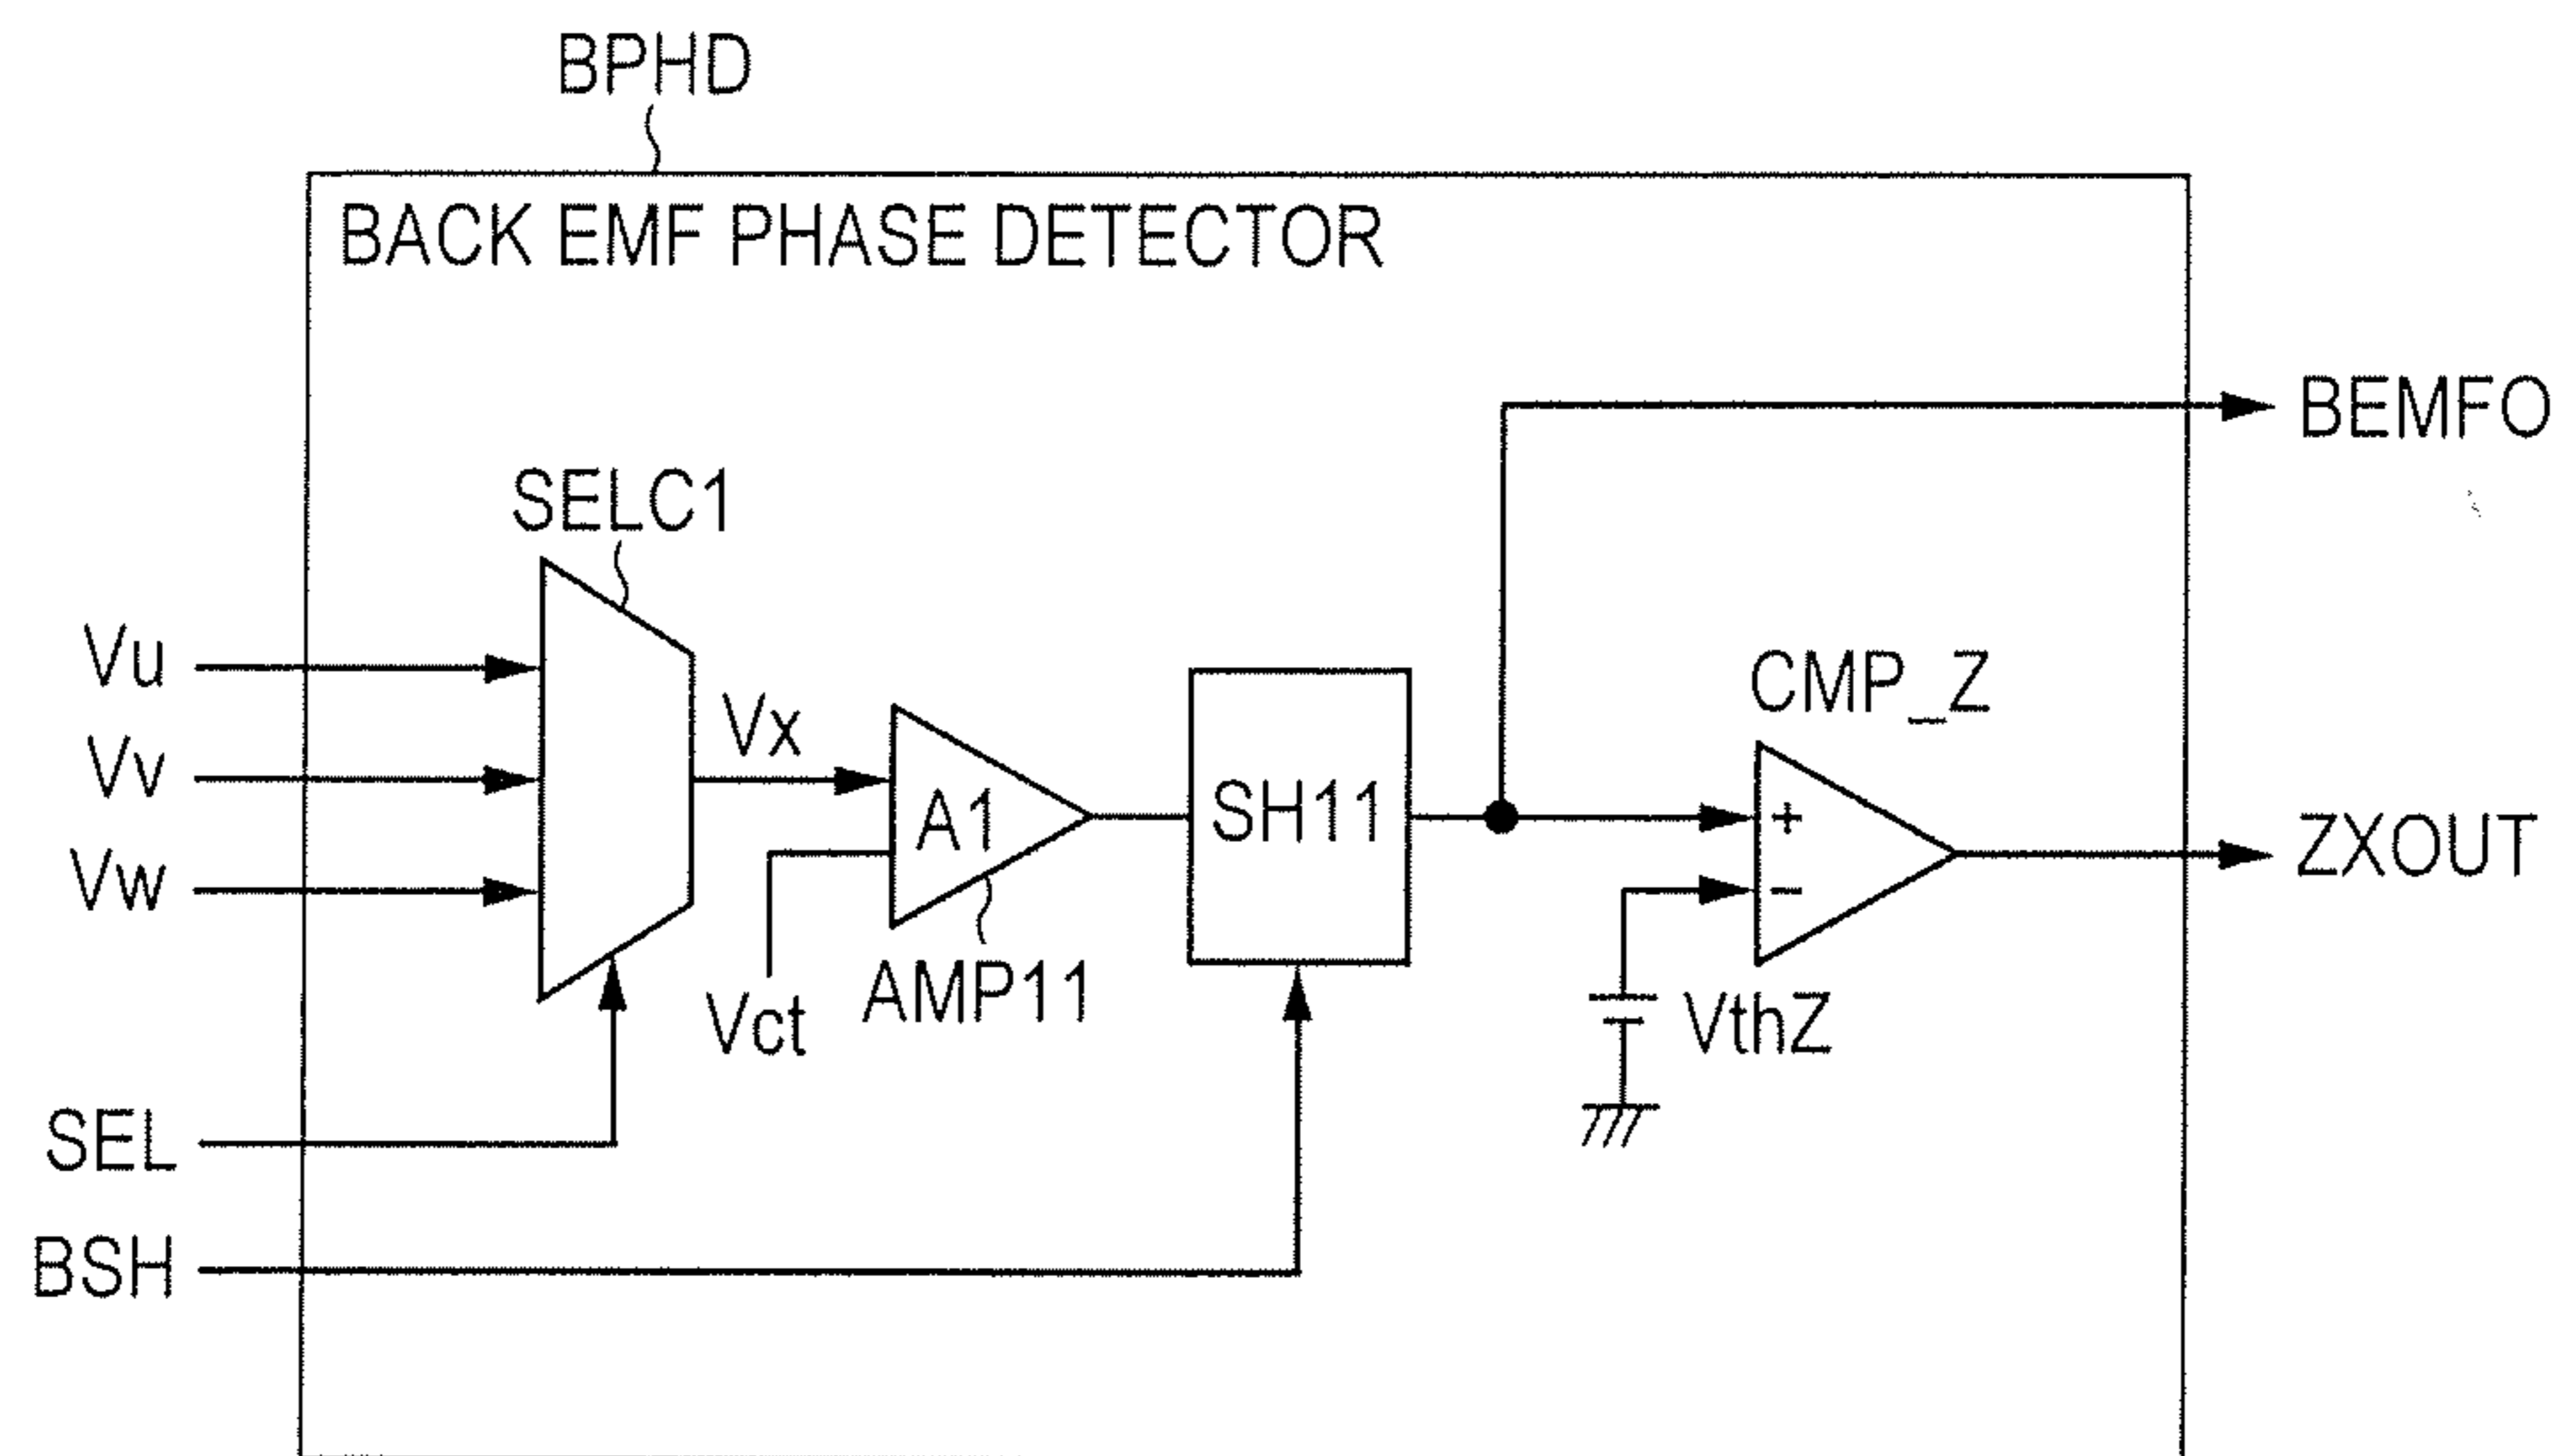 BPHD
BACK EMF PHASE DETECTOR
BEMFO
SELC1
Vu
Vx
CMP_Z
Vv
A1
SH11
+
ZXOUT
Vw
−
Vct
AMP11
VthZ
SEL
BSH